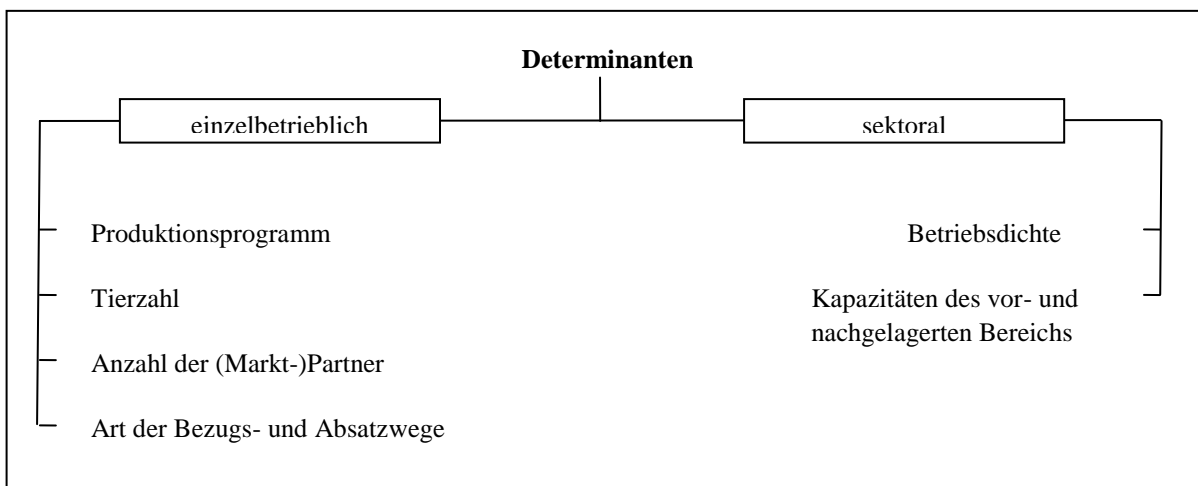 Determinanten
einzelbetrieblich
sektoral
Produktionsprogramm
Tierzahl
Anzahl der (Markt-)Partner
Art der Bezugs- und Absatzwege
Betriebsdichte
Kapazitäten des vor- und
nachgelagerten Bereichs